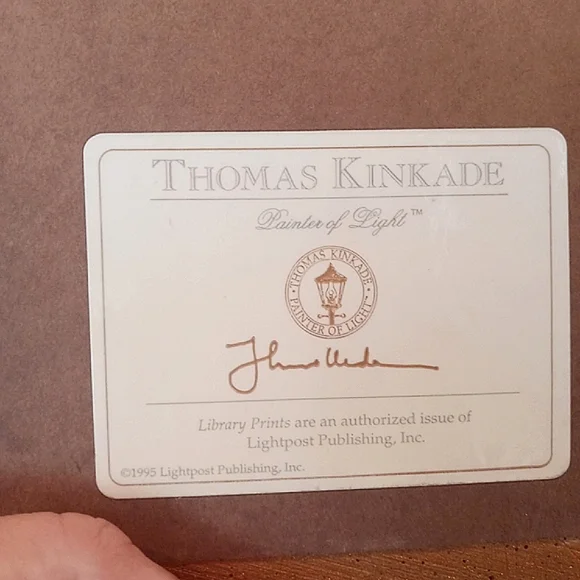 THOMAS KINKADE
Painter of Light™
· THOMAS KINKADE ·
PAINTER OF LIGHT
Library Prints are an authorized issue of
Lightpost Publishing, Inc.
©1995 Lightpost Publishing, Inc.